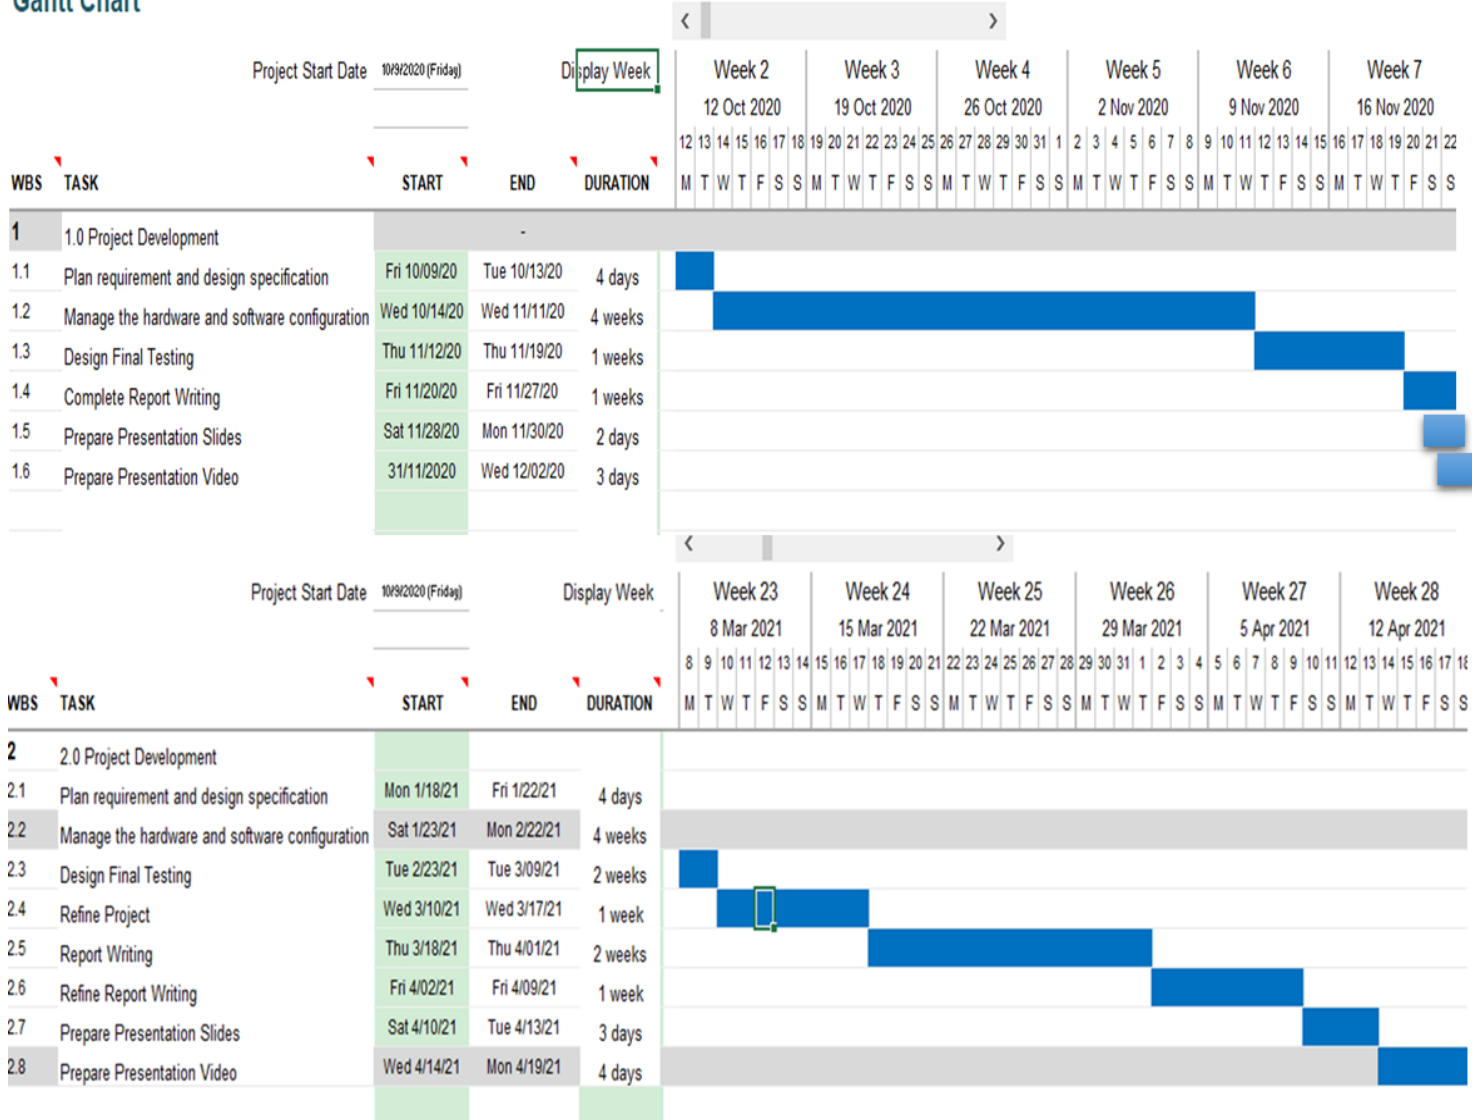 Gantt Chart
Project Start Date 10/9/2020 (Friday) Display Week Week 2 Week 3 Week 4 Week 5 Week 6 Week 7
12 Oct 2020 19 Oct 2020 26 Oct 2020 2 Nov 2020 9 Nov 2020 16 Nov 2020
12 13 14 15 16 17 18 19 20 21 22 23 24 25 26 27 28 29 30 31 1 2 3 4 5 6 7 8 9 10 11 12 13 14 15 16 17 18 19 20 21 22
WBS TASK START END DURATION M T W T F S S M T W T F S S M T W T F S S M T W T F S S M T W T F S S M T W T F S S
1 1.0 Project Development -
1.1 Plan requirement and design specification Fri 10/09/20 Tue 10/13/20 4 days
1.2 Manage the hardware and software configuration Wed 10/14/20 Wed 11/11/20 4 weeks
1.3 Design Final Testing Thu 11/12/20 Thu 11/19/20 1 weeks
1.4 Complete Report Writing Fri 11/20/20 Fri 11/27/20 1 weeks
1.5 Prepare Presentation Slides Sat 11/28/20 Mon 11/30/20 2 days
1.6 Prepare Presentation Video 31/11/2020 Wed 12/02/20 3 days
Project Start Date 10/9/2020 (Friday) Display Week Week 23 Week 24 Week 25 Week 26 Week 27 Week 28
8 Mar 2021 15 Mar 2021 22 Mar 2021 29 Mar 2021 5 Apr 2021 12 Apr 2021
8 9 10 11 12 13 14 15 16 17 18 19 20 21 22 23 24 25 26 27 28 29 30 31 1 2 3 4 5 6 7 8 9 10 11 12 13 14 15 16 17 18
WBS TASK START END DURATION M T W T F S S M T W T F S S M T W T F S S M T W T F S S M T W T F S S M T W T F S S
2 2.0 Project Development
2.1 Plan requirement and design specification Mon 1/18/21 Fri 1/22/21 4 days
2.2 Manage the hardware and software configuration Sat 1/23/21 Mon 2/22/21 4 weeks
2.3 Design Final Testing Tue 2/23/21 Tue 3/09/21 2 weeks
2.4 Refine Project Wed 3/10/21 Wed 3/17/21 1 week
2.5 Report Writing Thu 3/18/21 Thu 4/01/21 2 weeks
2.6 Refine Report Writing Fri 4/02/21 Fri 4/09/21 1 week
2.7 Prepare Presentation Slides Sat 4/10/21 Tue 4/13/21 3 days
2.8 Prepare Presentation Video Wed 4/14/21 Mon 4/19/21 4 days